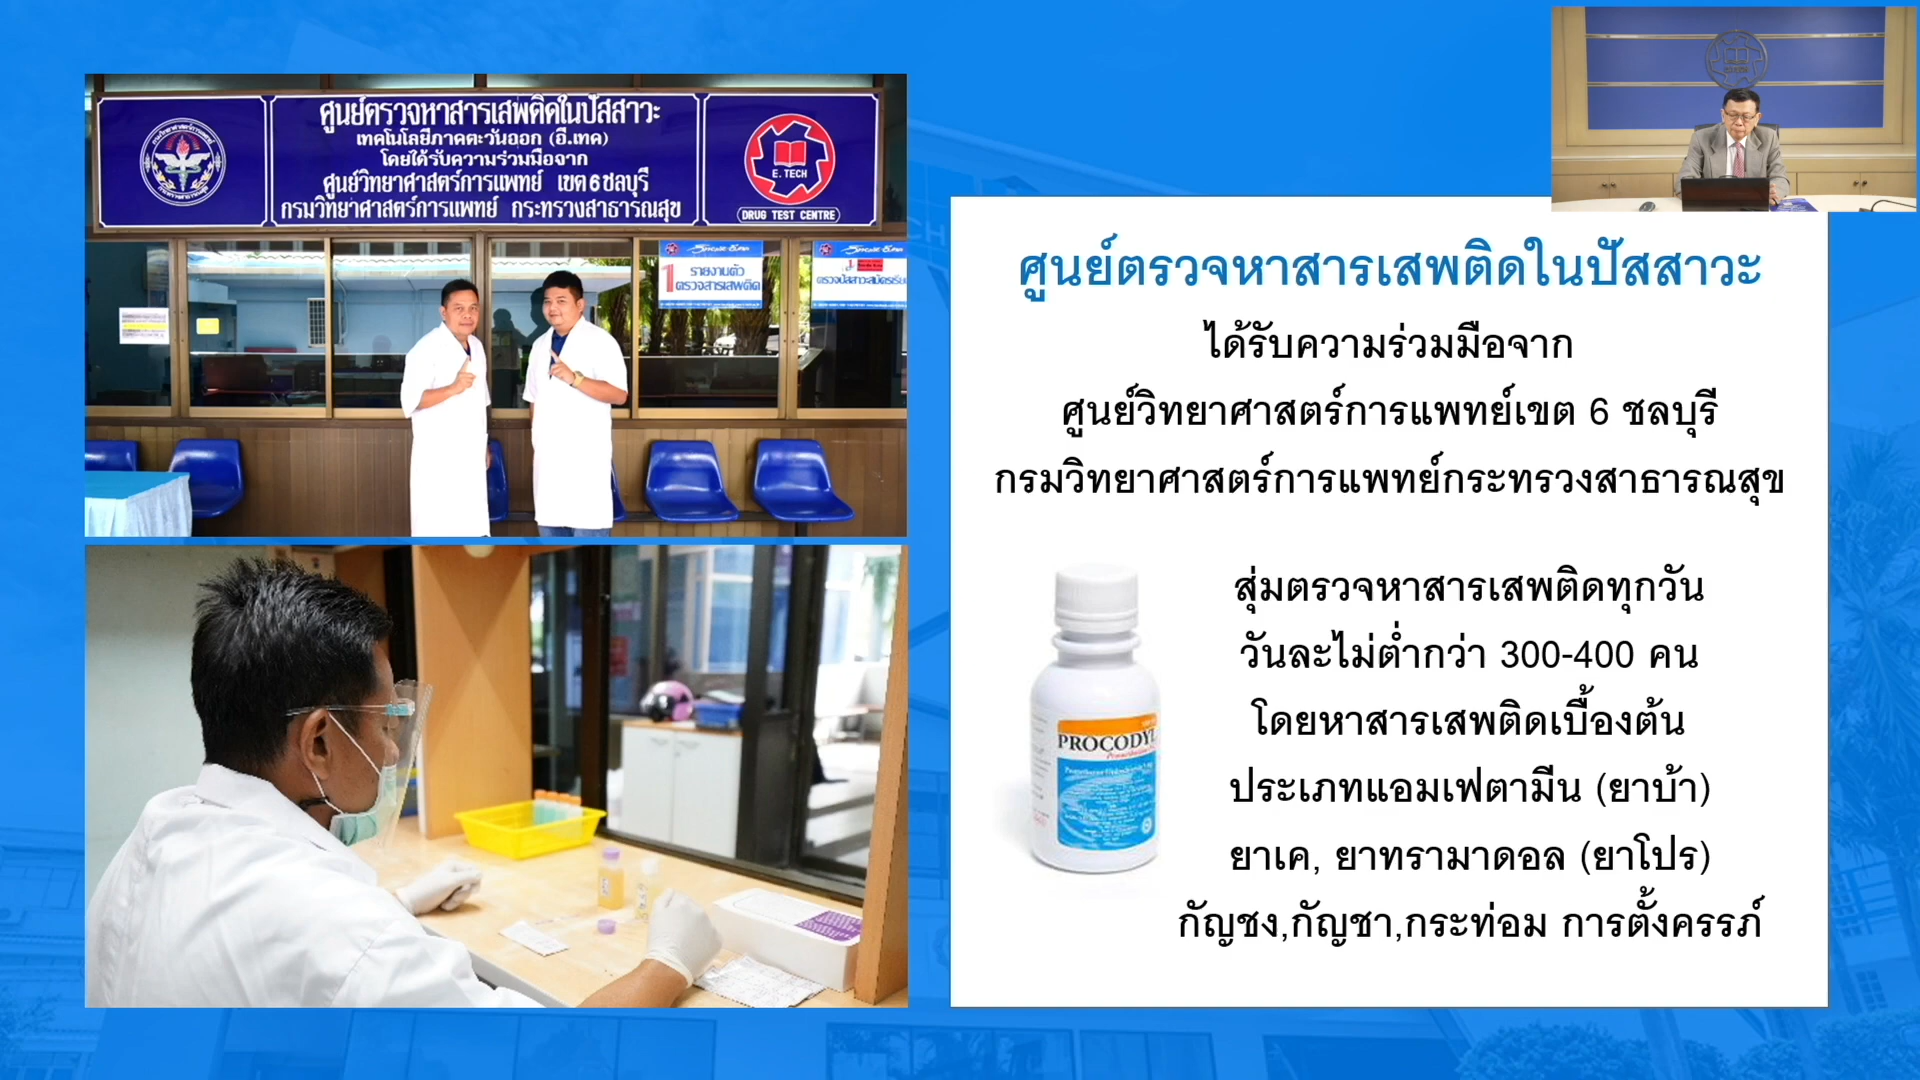 ศูนย์ตรวจหาสารเสพติดในปัสสาวะ
เทคโนโลยีภาคตะวันออก (อี.เทค)
โดยได้รับความร่วมมือจาก
ศูนย์วิทยาศาสตร์การแพทย์ เขต 6 ชลบุรี
กรมวิทยาศาสตร์การแพทย์ กระทรวงสาธารณสุข
E. TECH
DRUG TEST CENTRE
1 รายงานตัว
ตรวจสารเสพติด
ศูนย์ตรวจหาสารเสพติดในปัสสาวะ
ได้รับความร่วมมือจาก
ศูนย์วิทยาศาสตร์การแพทย์เขต 6 ชลบุรี
กรมวิทยาศาสตร์การแพทย์กระทรวงสาธารณสุข
สุ่มตรวจหาสารเสพติดทุกวัน
วันละไม่ต่ำกว่า 300-400 คน
โดยหาสารเสพติดเบื้องต้น
ประเภทแอมเฟตามีน (ยาบ้า)
ยาเค, ยาทรามาดอล (ยาโปร)
กัญชง,กัญชา,กระท่อม การตั้งครรภ์
PROCODYL